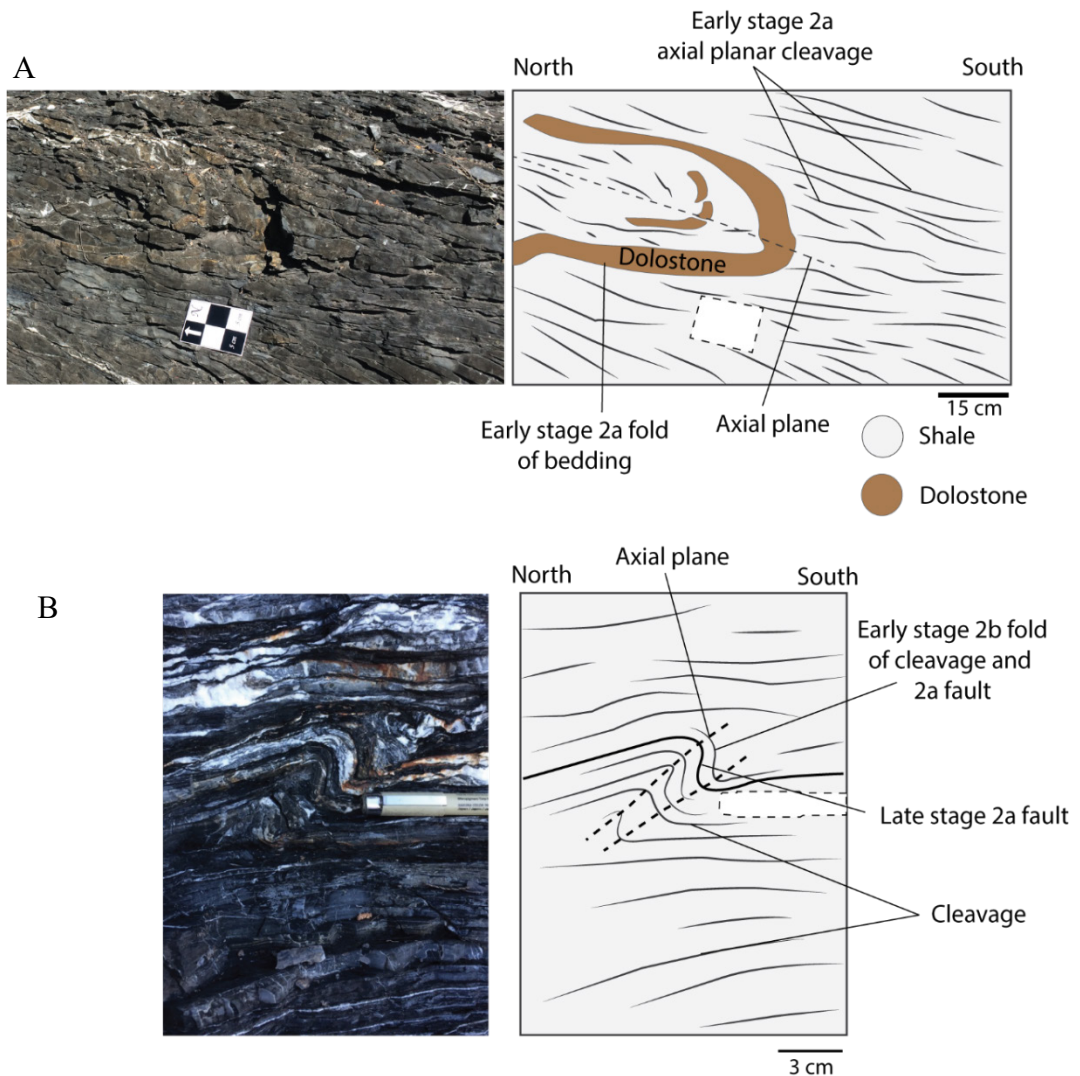 A
Early stage 2a
axial planar cleavage
North
South
Dolostone
15 cm
Early stage 2a fold
of bedding
Axial plane
Shale
Dolostone
5 cm
B
Axial plane
North
South
Early stage 2b fold
of cleavage and
2a fault
Late stage 2a fault
Cleavage
3 cm